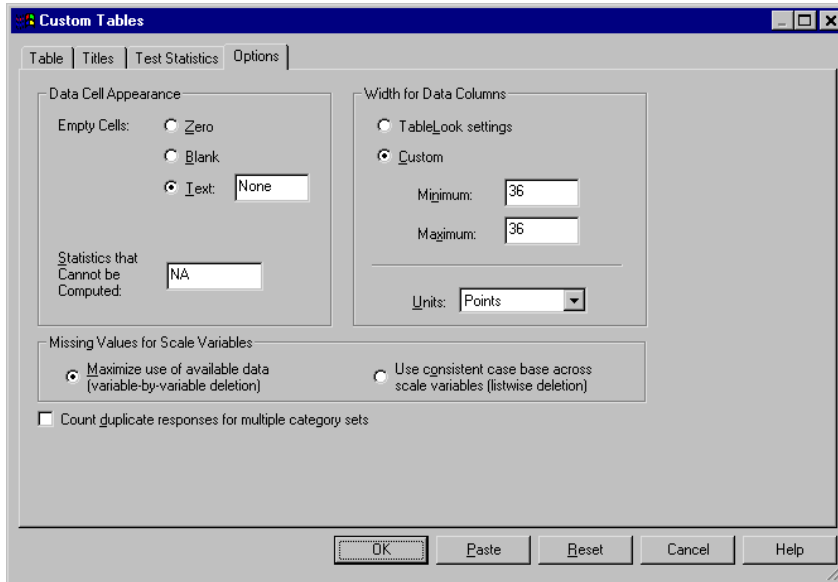 Custom Tables
Table Titles Test Statistics Options
Data Cell Appearance
Empty Cells:
Zero
Blank
Text: None
Statistics that
Cannot be
Computed:
NA
Width for Data Columns
TableLook settings
Custom
Minimum: 36
Maximum: 36
Units: Points
Missing Values for Scale Variables
Maximize use of available data
(variable-by-variable deletion)
Use consistent case base across
scale variables (listwise deletion)
Count duplicate responses for multiple category sets
OK Paste Reset Cancel Help